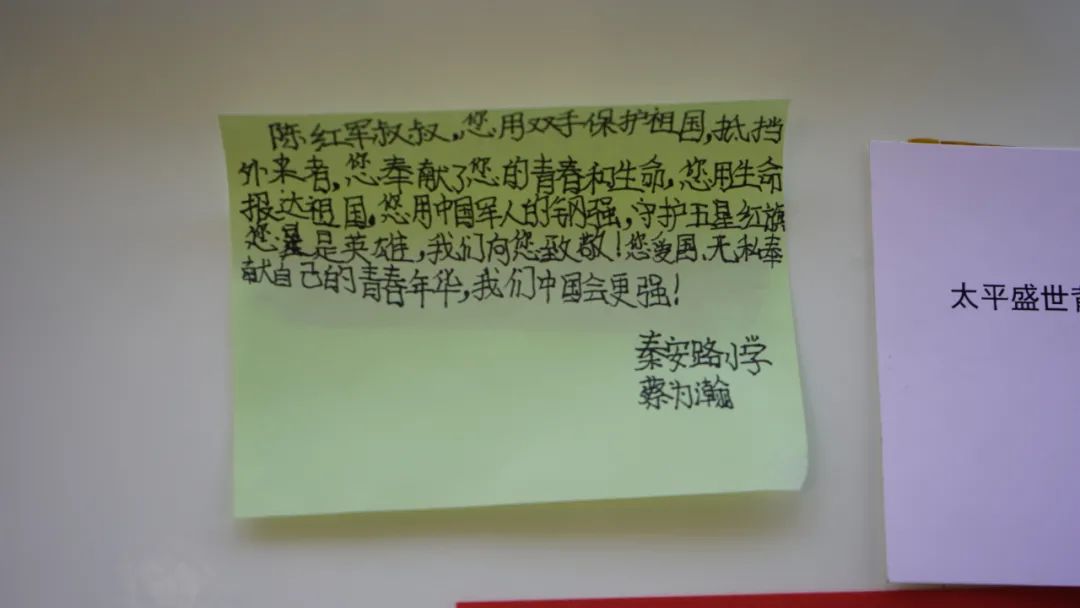 陈红军叔叔，您用双手保护祖国，抵挡
外来者，您奉献了您的青春和生命，您用生命
报达祖国，您用中国军人的钢强，守护五星红旗
您是是英雄，我们向您致敬！您爱国、无私奉
献自己的青春年华，我们中国会更强！
秦安路小学
蔡为瀚
太平盛世